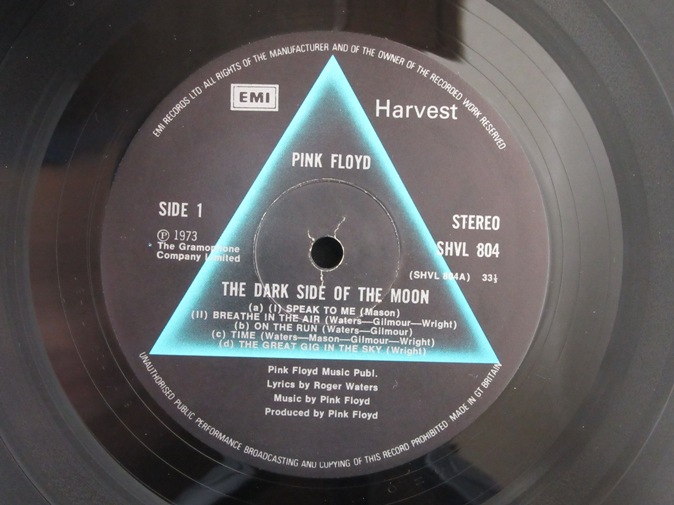 EMI RECORDS LTD ALL RIGHTS OF THE MANUFACTURER AND OF THE OWNER OF THE RECORDED WORK RESERVED
EMI
Harvest
PINK FLOYD
SIDE 1
STEREO
Ⓟ 1973
SHVL 804
The Gramophone
Company Limited
(SHVL 804A) 33⅓
THE DARK SIDE OF THE MOON
(a) (I) SPEAK TO ME (Mason)
(II) BREATHE IN THE AIR (Waters—Gilmour—Wright)
(b) ON THE RUN (Waters—Gilmour)
(c) TIME (Waters—Mason—Gilmour—Wright)
(d) THE GREAT GIG IN THE SKY (Wright)
Pink Floyd Music Publ.
Lyrics by Roger Waters
Music by Pink Floyd
Produced by Pink Floyd
UNAUTHORISED PUBLIC PERFORMANCE BROADCASTING AND COPYING OF THIS RECORD PROHIBITED MADE IN GT BRITAIN